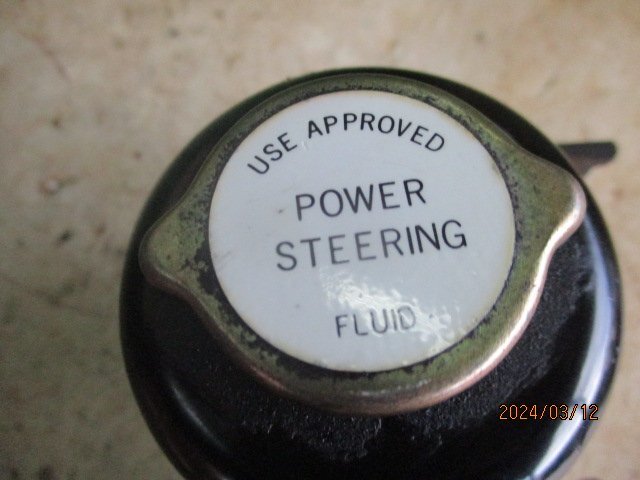 USE APPROVED
POWER
STEERING
FLUID
2024/03/12